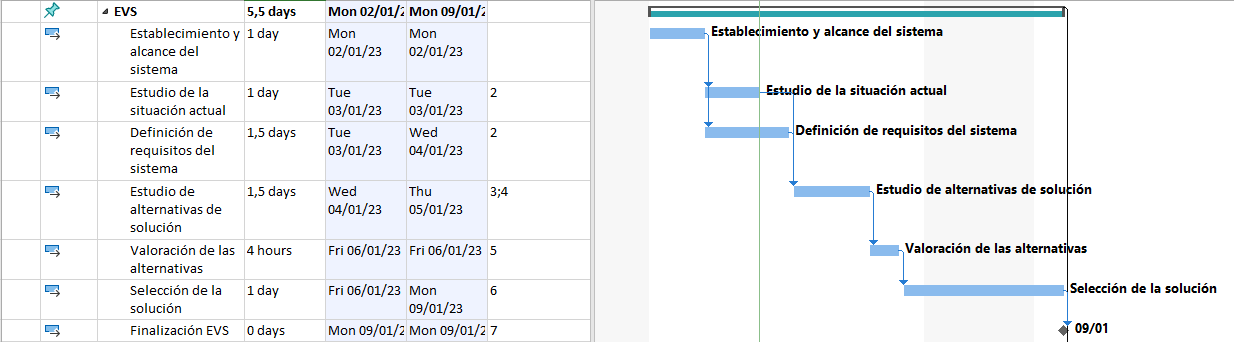 EVS 5,5 days Mon 02/01/2 Mon 09/01/2
Establecimiento y 1 day Mon Mon
alcance del 02/01/23 02/01/23
sistema
Estudio de la 1 day Tue Tue 2
situación actual 03/01/23 03/01/23
Definición de 1,5 days Tue Wed 2
requisitos del 03/01/23 04/01/23
sistema
Estudio de 1,5 days Wed Thu 3;4
alternativas de 04/01/23 05/01/23
solución
Valoración de las 4 hours Fri 06/01/23 Fri 06/01/23 5
alternativas
Selección de la 1 day Fri 06/01/23 Mon 6
solución 09/01/23
Finalización EVS 0 days Mon 09/01/2 Mon 09/01/2 7
Establecimiento y alcance del sistema
Estudio de la situación actual
Definición de requisitos del sistema
Estudio de alternativas de solución
Valoración de las alternativas
Selección de la solución
09/01